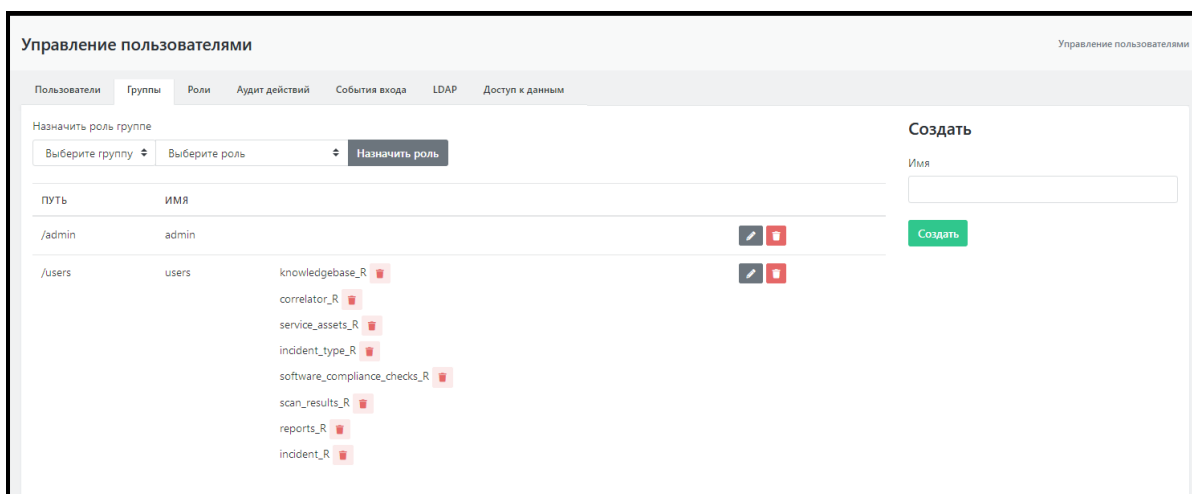 Управление пользователями
Управление пользователями
Пользователи Группы Роли Аудит действий События входа LDAP Доступ к данным
Назначить роль группе
Выберите группу Выберите роль Назначить роль
Создать
Имя
Создать
ПУТЬ ИМЯ
/admin admin
/users users knowledgebase_R
correlator_R
service_assets_R
incident_type_R
software_compliance_checks_R
scan_results_R
reports_R
incident_R